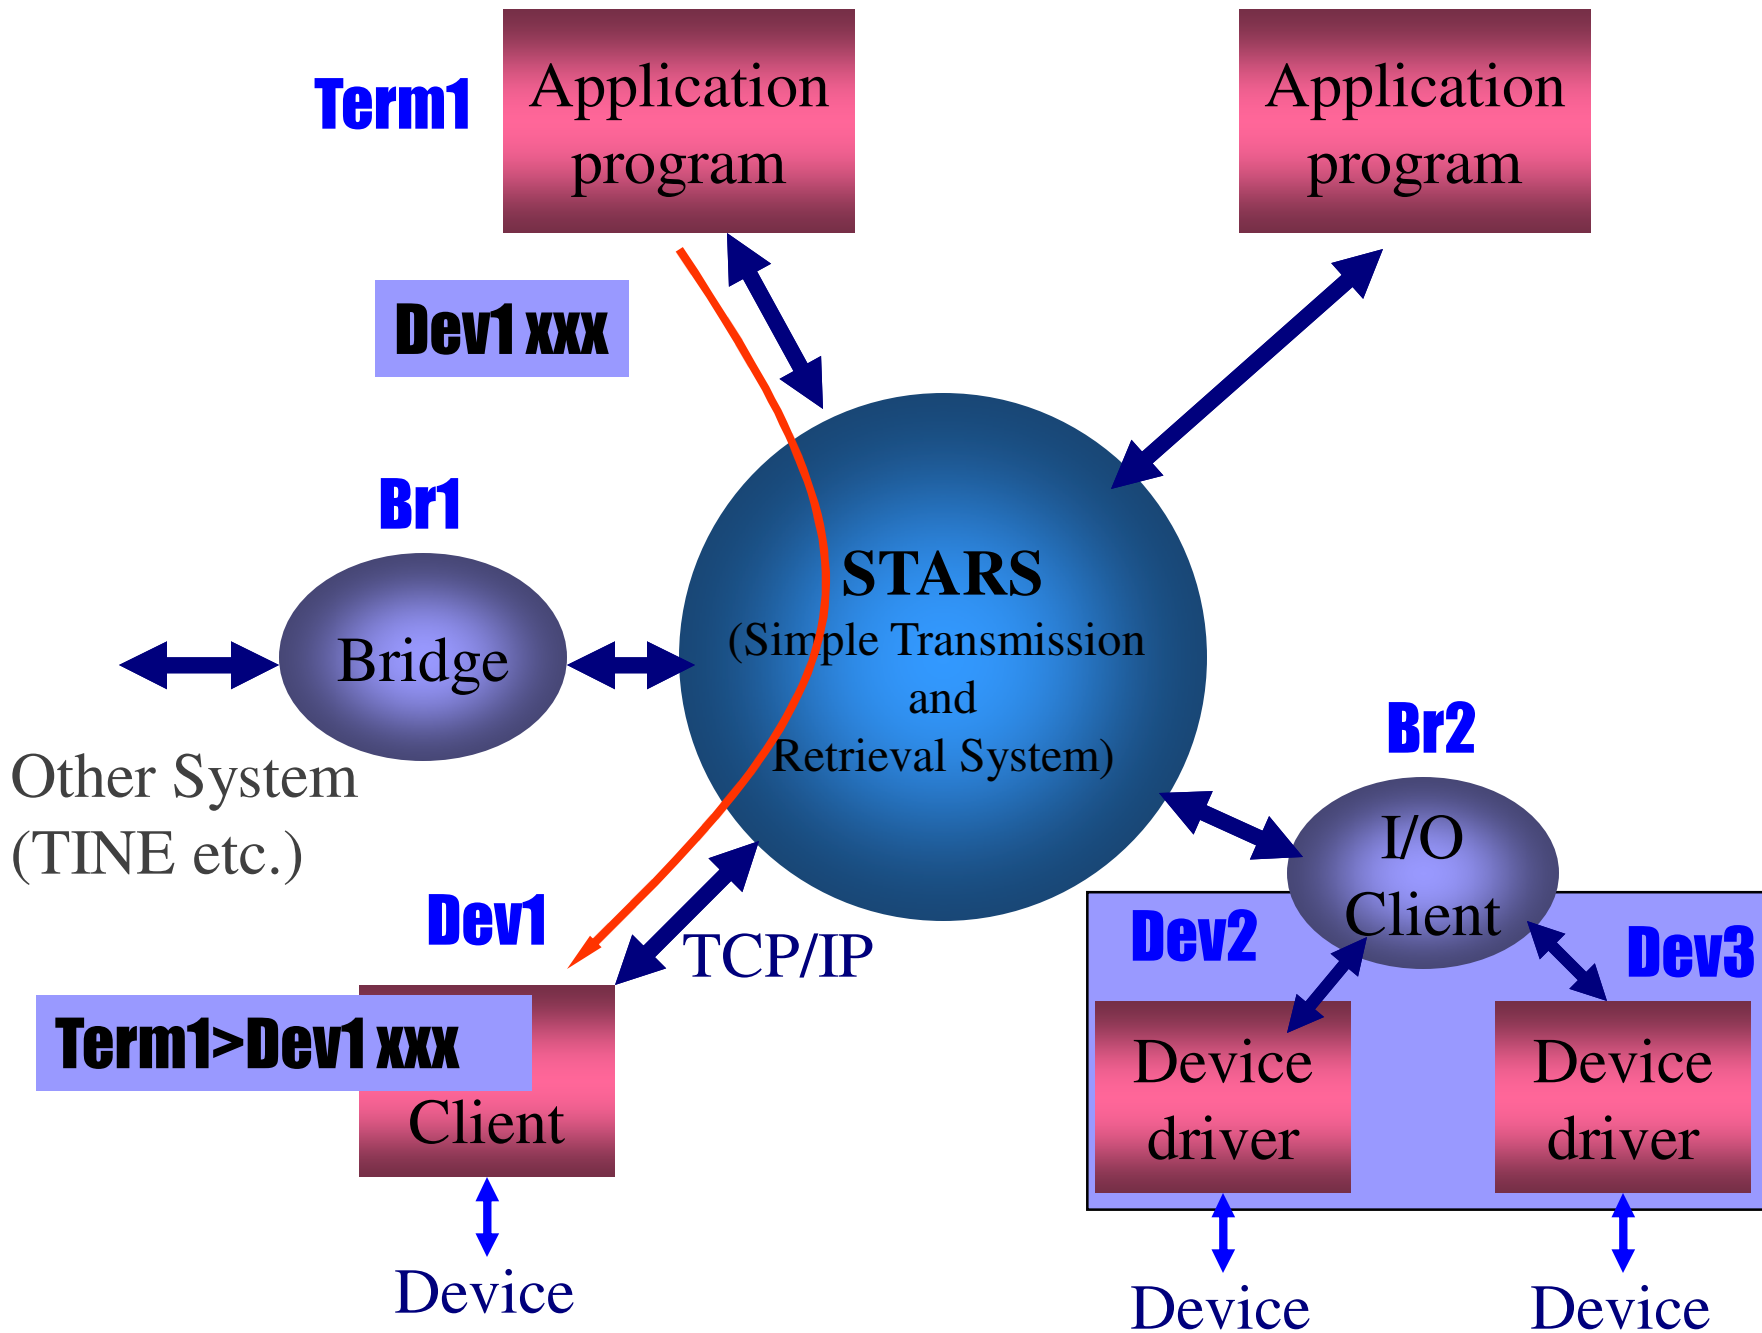 Term1
Application
program
Application
program
Dev1 xxx
Br1
STARS
(Simple Transmission
and
Retrieval System)
Bridge
Other System
(TINE etc.)
Br2
I/O
Client
Dev1
TCP/IP
Dev2
Dev3
Term1>Dev1 xxx
Client
Device
driver
Device
driver
Device
Device
Device